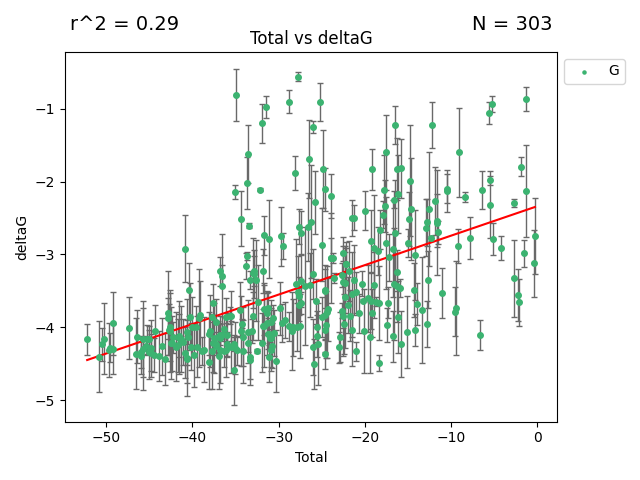 r^2 = 0.29
N = 303
Total vs deltaG
G
deltaG
−1
−2
−3
−4
−5
−50
−40
−30
−20
−10
0
Total